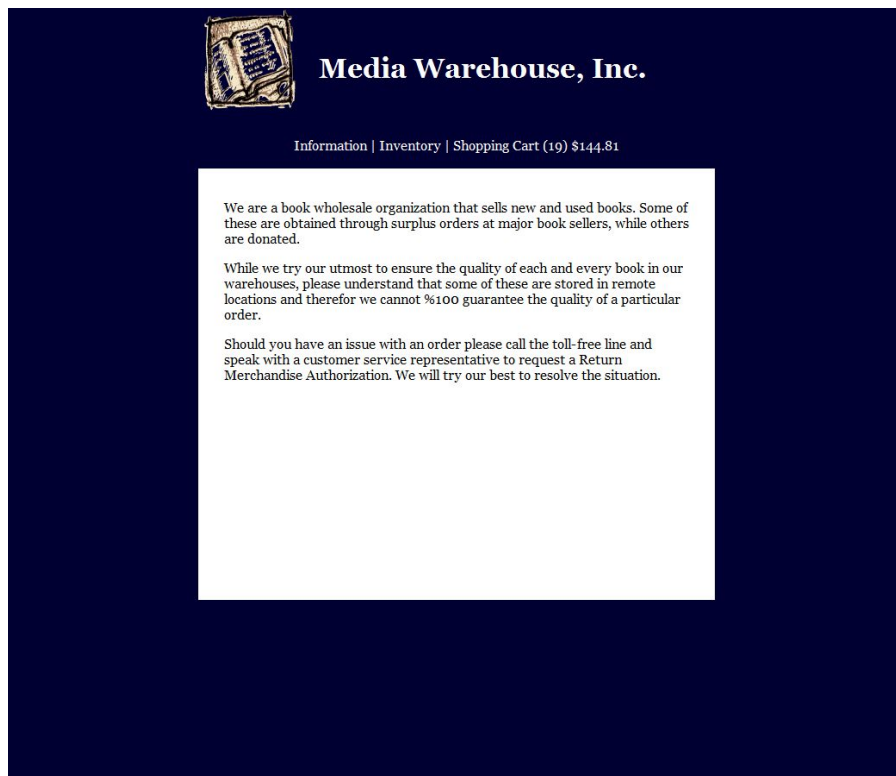 Media Warehouse, Inc.
Information | Inventory | Shopping Cart (19) $144.81
We are a book wholesale organization that sells new and used books. Some of
these are obtained through surplus orders at major book sellers, while others
are donated.
While we try our utmost to ensure the quality of each and every book in our
warehouses, please understand that some of these are stored in remote
locations and therefor we cannot %100 guarantee the quality of a particular
order.
Should you have an issue with an order please call the toll-free line and
speak with a customer service representative to request a Return
Merchandise Authorization. We will try our best to resolve the situation.